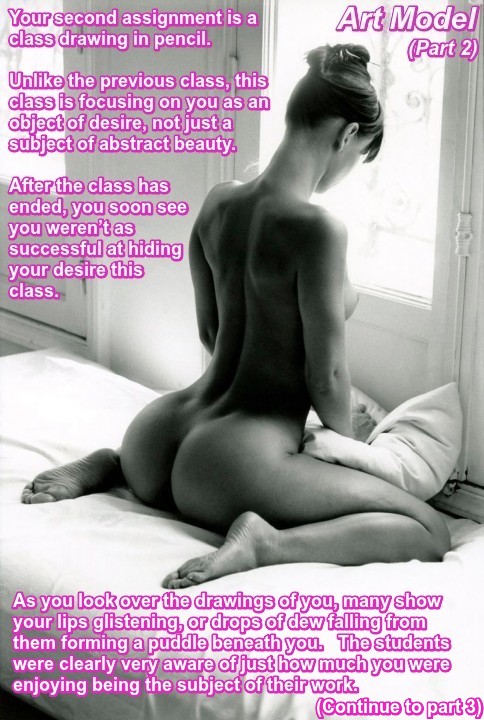 Art Model
(Part 2)
Your second assignment is a
class drawing in pencil.
Unlike the previous class, this
class is focusing on you as an
object of desire, not just a
subject of abstract beauty.
After the class has
ended, you soon see
you weren't as
successful at hiding
your desire this
class.
As you look over the drawings of you, many show
your lips glistening, or drops of dew falling from
them forming a puddle beneath you. The students
were clearly very aware of just how much you were
enjoying being the subject of their work.
(Continue to part 3)